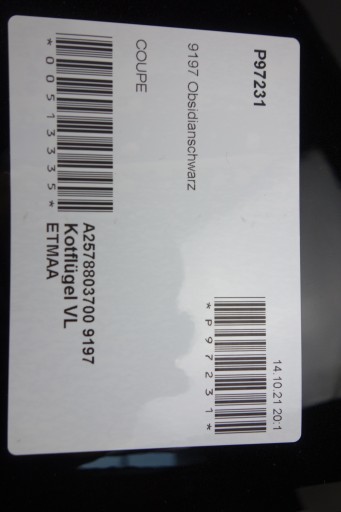 P97231
14.10.21 20:1
*P97231*
9197 Obsidianschwarz
COUPE
*00513335*
A2578803700 9197
Kotflügel VL
ETMAA